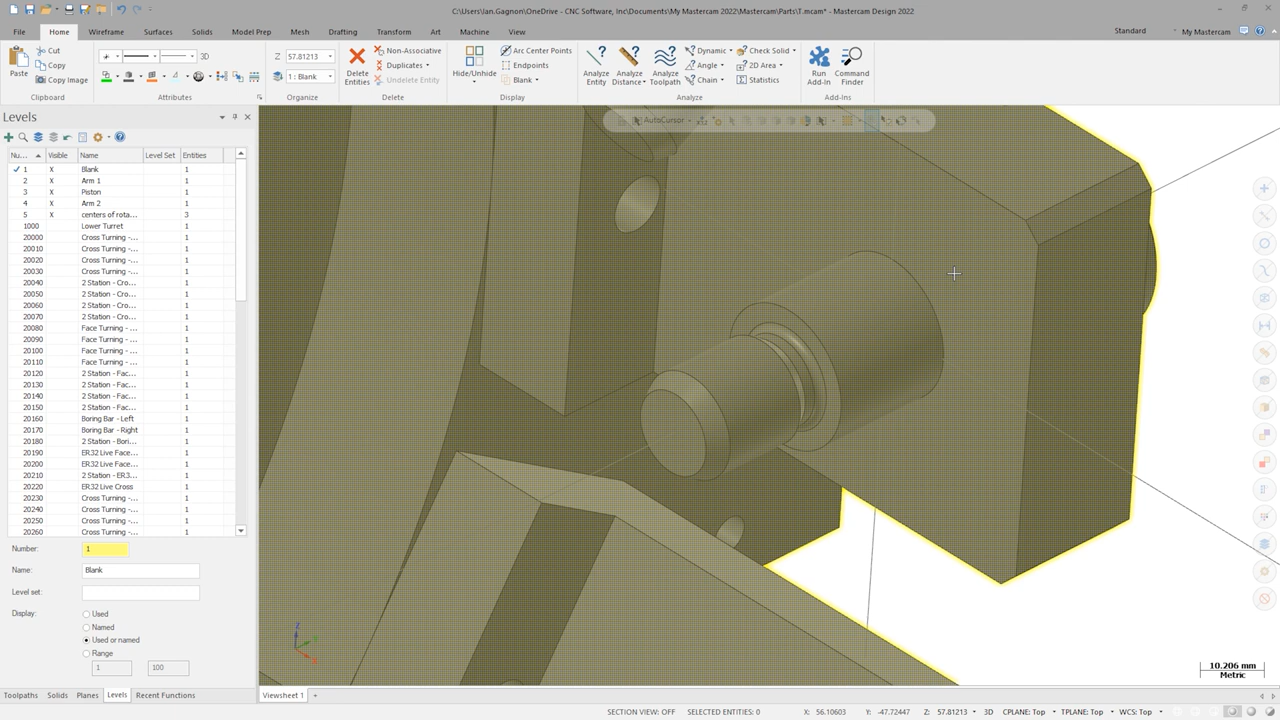 C:\Users\Ian.Gagnon\OneDrive - CNC Software, Inc\Documents\My Mastercam 2022\Mastercam\Parts\T.mcam* - Mastercam Design 2022
File Home Wireframe Surfaces Solids Model Prep Mesh Drafting Transform Art Machine View Standard My Mastercam
Paste
Cut
Copy
Copy Image
Clipboard
Attributes
Z 57.81213
1 : Blank
Organize
Delete Entities
Non-Associative
Duplicates
Undelete Entity
Delete
Hide/Unhide
Arc Center Points
Endpoints
Blank
Display
Analyze Entity
Analyze Distance
Analyze Toolpath
Dynamic
Angle
Chain
Check Solid
2D Area
Statistics
Analyze
Run Add-In
Command Finder
Add-Ins
Levels
AutoCursor
Nu... Visible Name Level Set Entities
1 X Blank 1
2 X Arm 1 1
3 X Piston 1
4 X Arm 2 1
5 X centers of rota... 3
1000 Lower Turret 1
20000 Cross Turning -... 1
20010 Cross Turning -... 1
20020 Cross Turning -... 1
20030 Cross Turning -... 1
20040 2 Station - Cro... 1
20050 2 Station - Cro... 1
20060 2 Station - Cro... 1
20070 2 Station - Cro... 1
20080 Face Turning -... 1
20090 Face Turning -... 1
20100 Face Turning -... 1
20110 Face Turning -... 1
20120 2 Station - Fac... 1
20130 2 Station - Fac... 1
20140 2 Station - Fac... 1
20150 2 Station - Fac... 1
20160 Boring Bar - Left 1
20170 Boring Bar - Right 1
20180 2 Station - Bori... 1
20190 ER32 Live Face... 1
20200 ER32 Live Face... 1
20210 2 Station - ER3... 1
20220 ER32 Live Cross 1
20230 Cross Turning -... 1
20240 Cross Turning -... 1
20250 Cross Turning -... 1
20260 Cross Turning -... 1
Number: 1
Name: Blank
Level set:
Display: Used
Named
Used or named
Range
1 100
Z
X
10.206 mm
Metric
Toolpaths Solids Planes Levels Recent Functions
Viewsheet 1 +
SECTION VIEW: OFF SELECTED ENTITIES: 0 X: 56.10603 Y: -47.72447 Z: 57.81213 3D CPLANE: Top TPLANE: Top WCS: Top